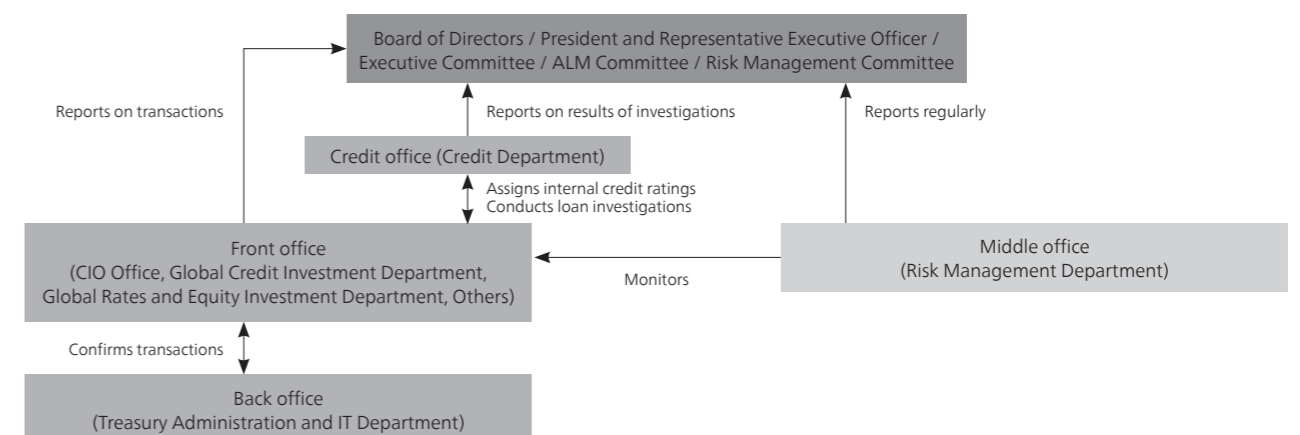 Board of Directors / President and Representative Executive Officer /
Executive Committee / ALM Committee / Risk Management Committee
Reports on transactions
Reports on results of investigations
Reports regularly
Credit office (Credit Department)
Assigns internal credit ratings
Conducts loan investigations
Front office
(CIO Office, Global Credit Investment Department,
Global Rates and Equity Investment Department, Others)
Monitors
Middle office
(Risk Management Department)
Confirms transactions
Back office
(Treasury Administration and IT Department)